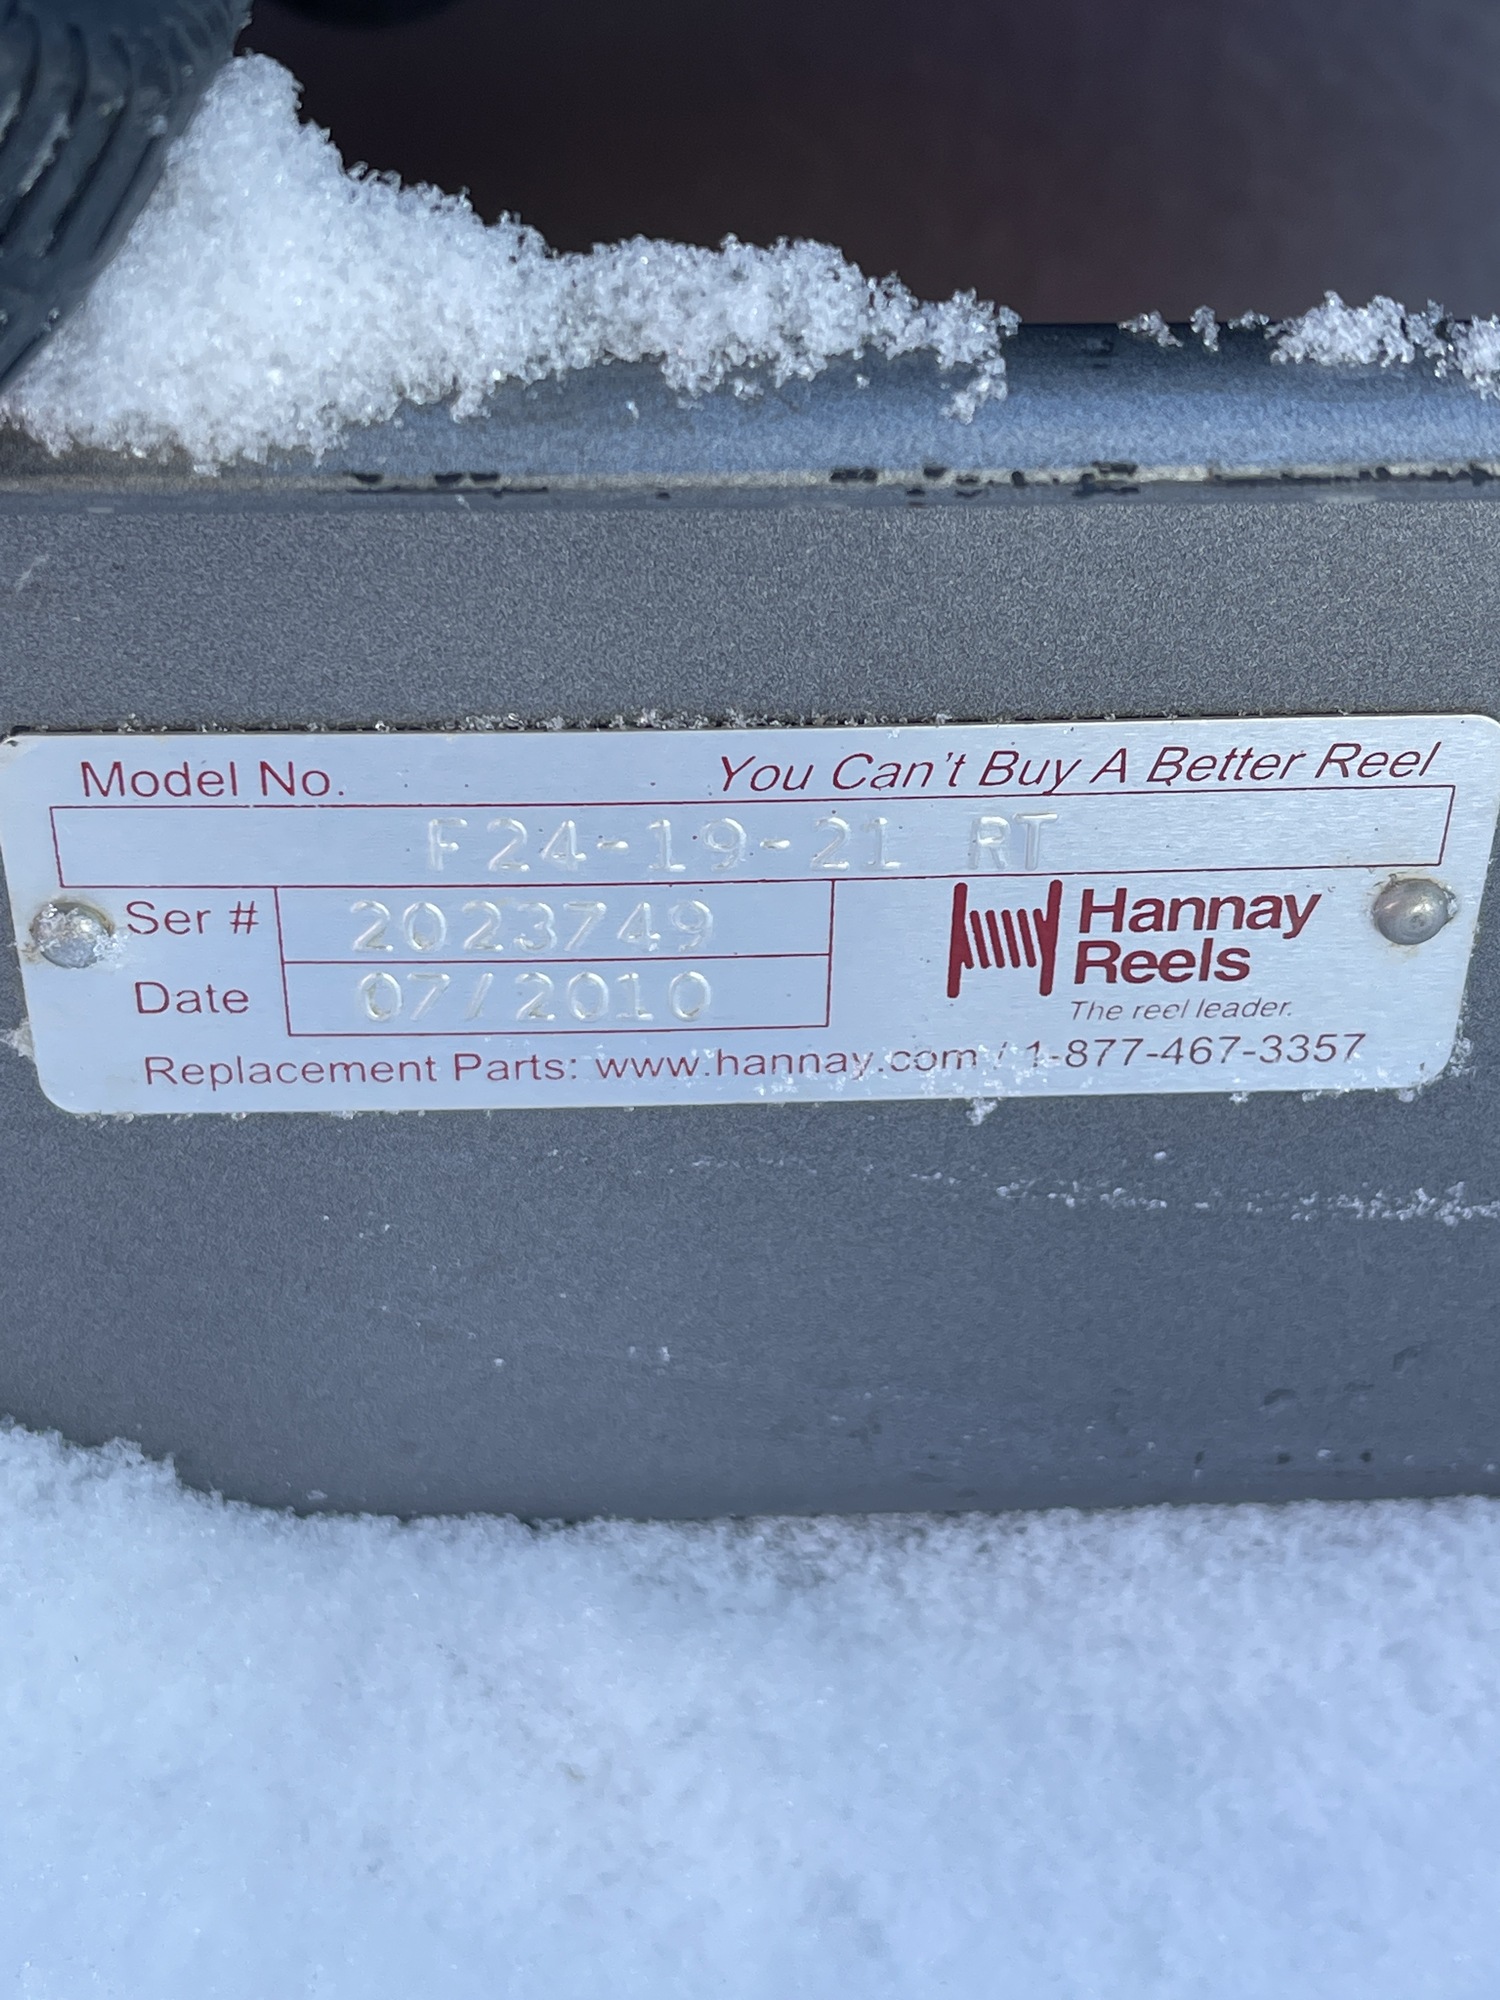 Model No. You Can't Buy A Better Reel
F24-19-21 RT
Ser # 2023749
Date 07/2010
Hannay
Reels
The reel leader.
Replacement Parts: www.hannay.com / 1-877-467-3357